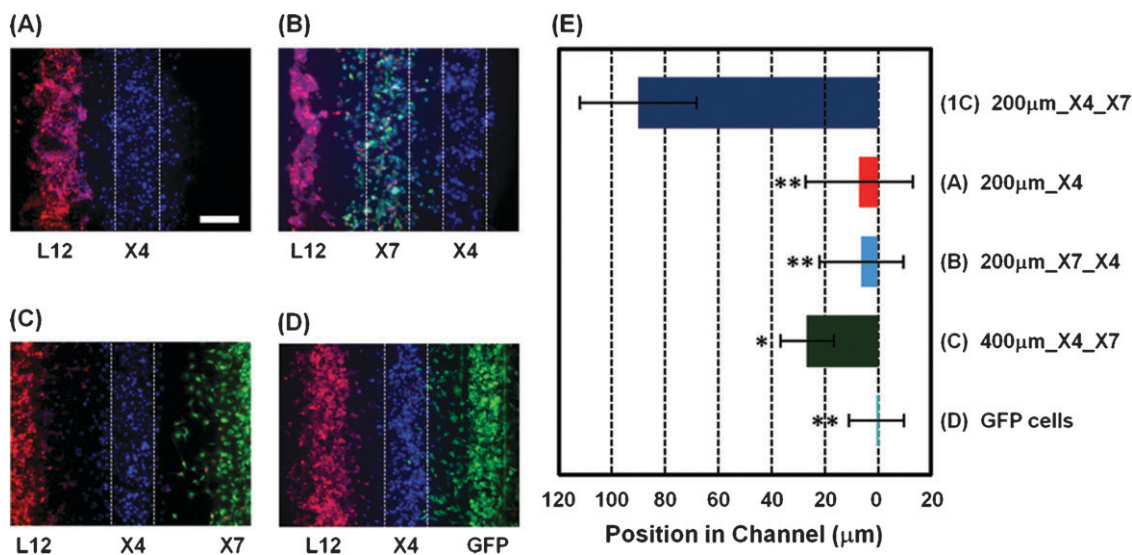 (A)
L12 X4
(B)
L12 X7 X4
(C)
L12 X4 X7
(D)
L12 X4 GFP
(E)
(1C) 200μm_X4_X7
** (A) 200μm_X4
** (B) 200μm_X7_X4
* (C) 400μm_X4_X7
** (D) GFP cells
120 100 80 60 40 20 0 20
Position in Channel (μm)